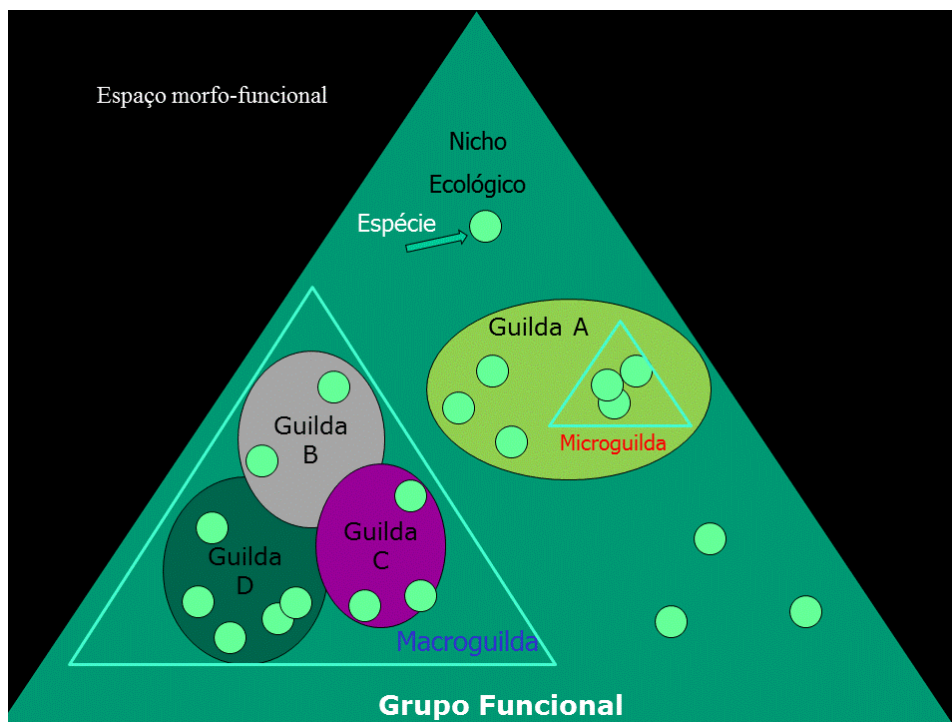 Espaço morfo-funcional
Nicho
Ecológico
Espécie
Guilda A
Microguilda
Guilda
B
Guilda
C
Guilda
D
Macroguilda
Grupo Funcional